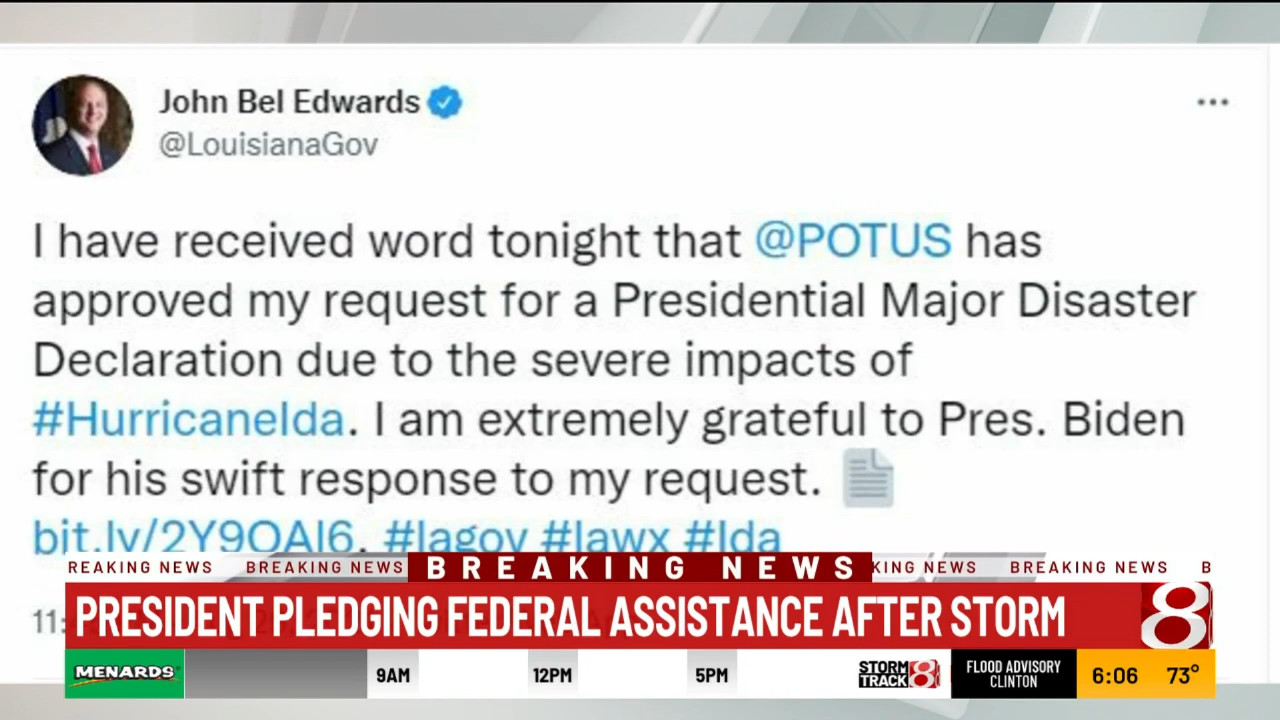 John Bel Edwards
@LouisianaGov
I have received word tonight that @POTUS has
approved my request for a Presidential Major Disaster
Declaration due to the severe impacts of
#HurricaneIda. I am extremely grateful to Pres. Biden
for his swift response to my request.
bit.ly/2Y9OAl6. #lagov #lawx #Ida
REAKING NEWS BREAKING NEWS BREAKING NEWS KING NEWS BREAKING NEWS B
PRESIDENT PLEDGING FEDERAL ASSISTANCE AFTER STORM
8
MENARDS 9AM 12PM 5PM STORM TRACK 8 FLOOD ADVISORY CLINTON 6:06 73°